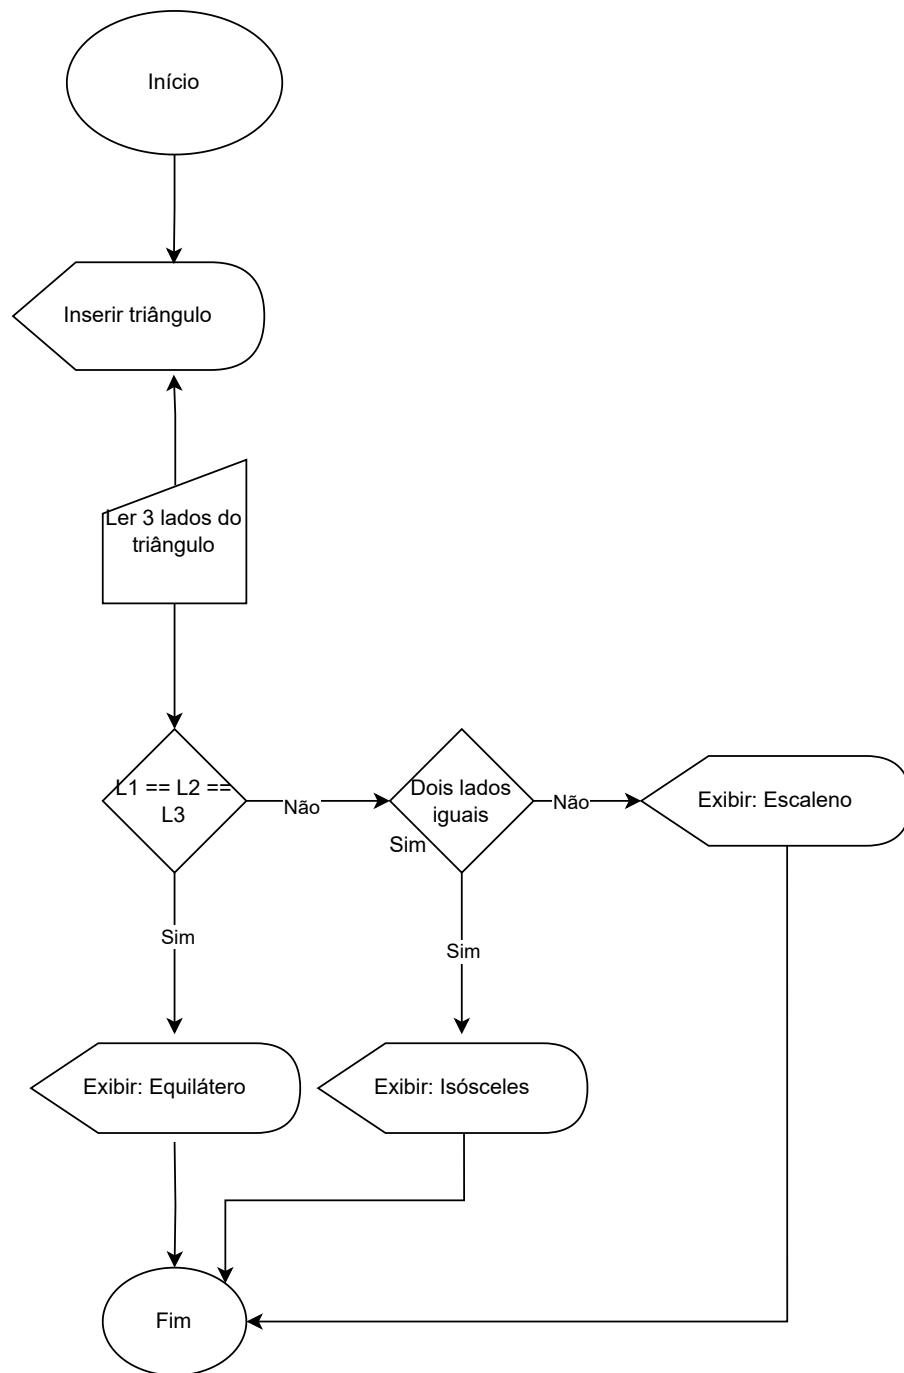 Início
Inserir triângulo
Ler 3 lados do
triângulo
L1 == L2 ==
L3
Não
Dois lados
iguais
Sim
Não
Exibir: Escaleno
Sim
Sim
Exibir: Equilátero
Exibir: Isósceles
Fim